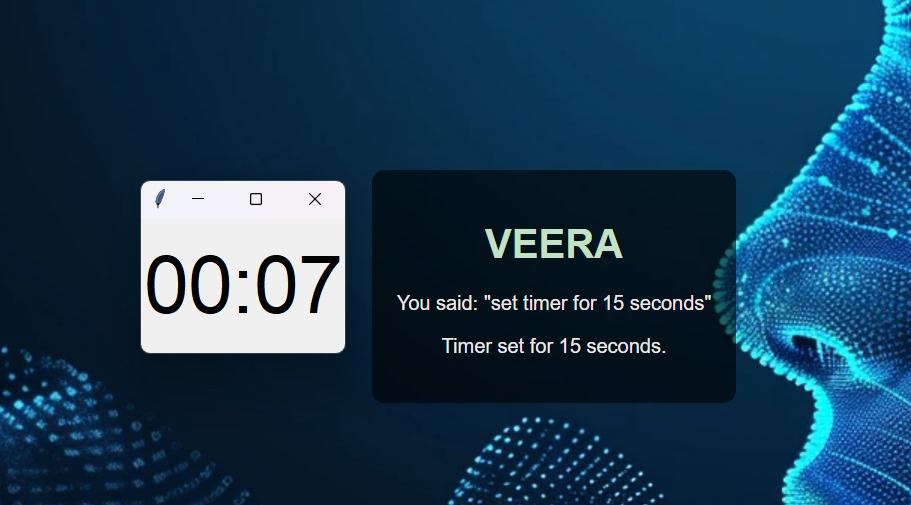 00:07
VEERA
You said: "set timer for 15 seconds"
Timer set for 15 seconds.